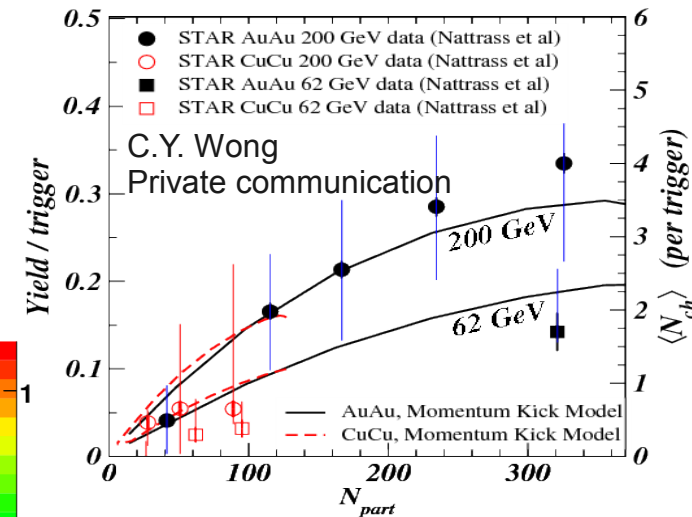 0.5
0.4
0.3
0.2
0.1
0
6
5
4
3
2
1
0
Yield / trigger
⟨N_ch⟩ (per trigger)
STAR AuAu 200 GeV data (Nattrass et al)
STAR CuCu 200 GeV data (Nattrass et al)
STAR AuAu 62 GeV data (Nattrass et al)
STAR CuCu 62 GeV data (Nattrass et al)
C.Y. Wong
Private communication
200 GeV
62 GeV
AuAu, Momentum Kick Model
CuCu, Momentum Kick Model
0 100 200 300
N_part
1